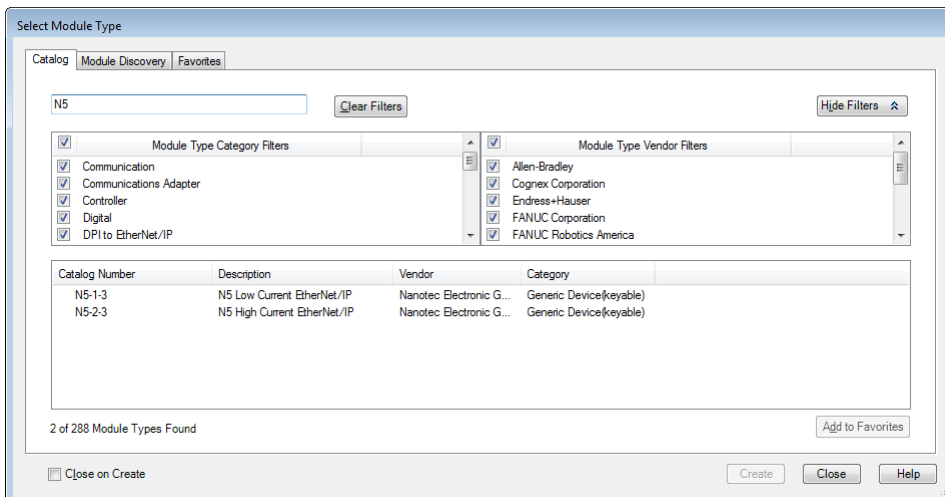 Select Module Type
Catalog Module Discovery Favorites
N5 Clear Filters Hide Filters
Module Type Category Filters Module Type Vendor Filters
Communication Allen-Bradley
Communications Adapter Cognex Corporation
Controller Endress+Hauser
Digital FANUC Corporation
DPI to EtherNet/IP FANUC Robotics America
Catalog Number Description Vendor Category
N5-1-3 N5 Low Current EtherNet/IP Nanotec Electronic G... Generic Device(keyable)
N5-2-3 N5 High Current EtherNet/IP Nanotec Electronic G... Generic Device(keyable)
2 of 288 Module Types Found Add to Favorites
Close on Create Create Close Help